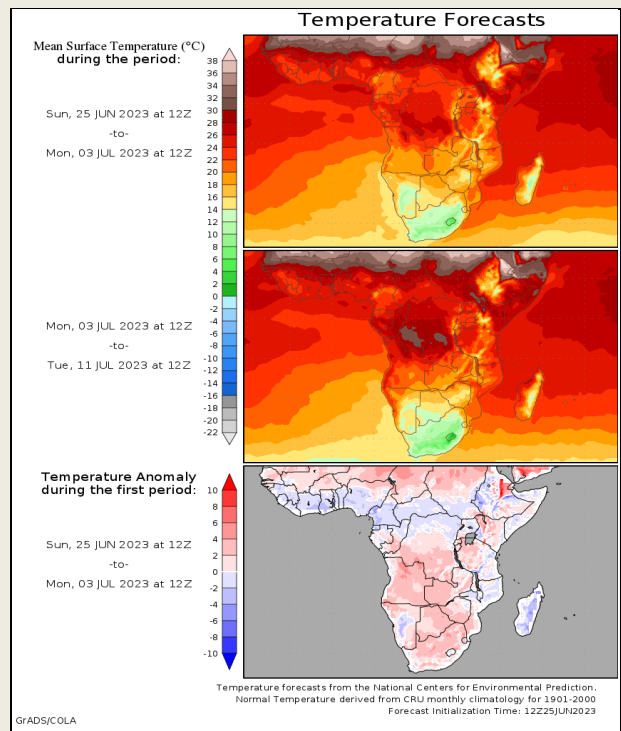 Temperature Forecasts
Mean Surface Temperature (°C)
during the period:
38
36
34
32
30
28
26
24
22
20
18
16
14
12
10
8
6
4
2
0
-2
-4
-6
-8
-10
-12
-14
-16
-18
-20
-22
Sun, 25 JUN 2023 at 12Z
-to-
Mon, 03 JUL 2023 at 12Z
Mon, 03 JUL 2023 at 12Z
-to-
Tue, 11 JUL 2023 at 12Z
Temperature Anomaly
during the first period:
10
8
6
4
2
0
-2
-4
-6
-8
-10
Sun, 25 JUN 2023 at 12Z
-to-
Mon, 03 JUL 2023 at 12Z
Temperature forecasts from the National Centers for Environmental Prediction.
Normal Temperature derived from CRU monthly climatology for 1901-2000
Forecast Initialization Time: 12Z25JUN2023
GrADS/COLA